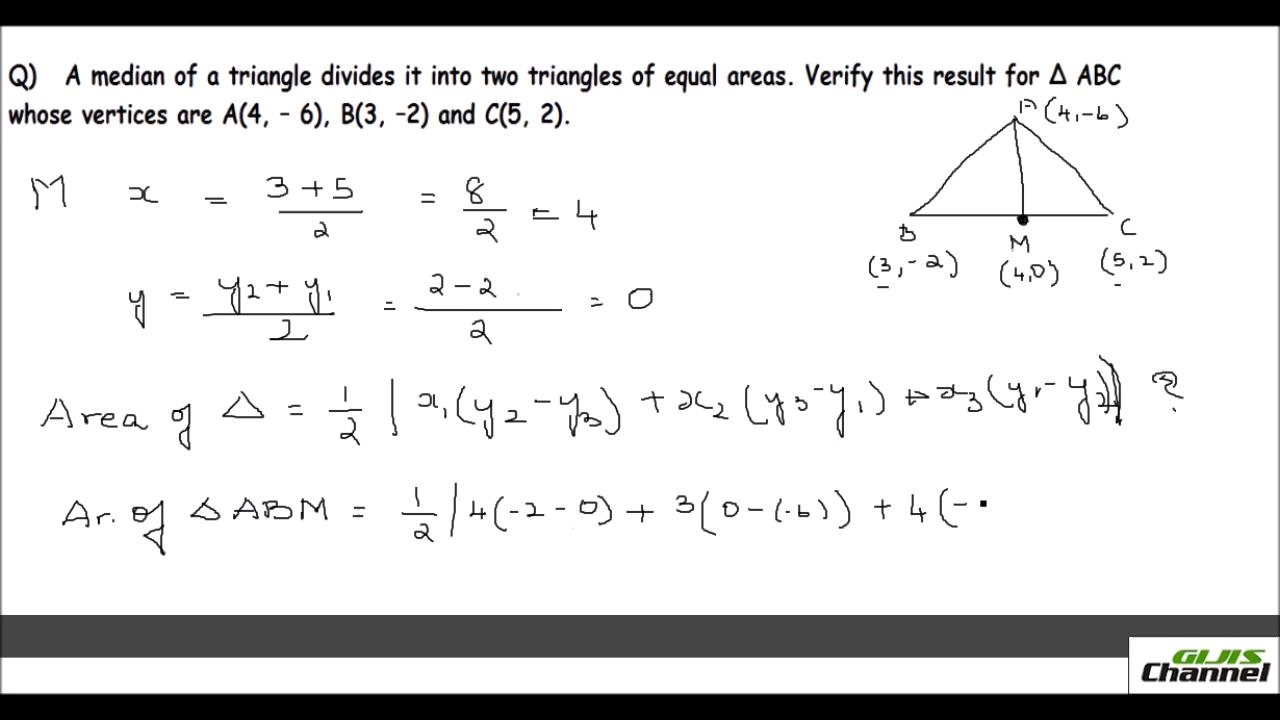 Q) A median of a triangle divides it into two triangles of equal areas. Verify this result for Δ ABC
whose vertices are A(4, - 6), B(3, -2) and C(5, 2).
A (4,-6)
M x = 3+5/2 = 8/2 = 4
B M C
(3,-2) (4,0) (5,2)
y = y2 + y1/2 = 2-2/2 = 0
Area of Δ = 1/2 | x1(y2-y3) + x2(y3-y1) + x3(y1-y2)|
Ar. of Δ ABM = 1/2 | 4(-2-0) + 3(0-(-6)) + 4(-
GIJIS
Channel